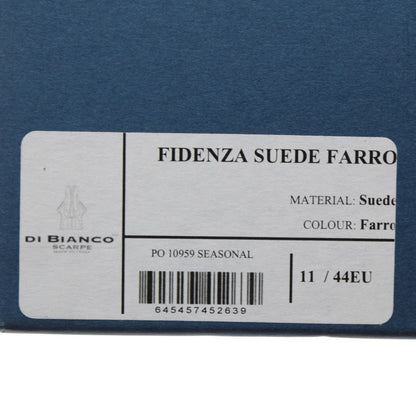 FIDENZA SUEDE FARRO
MATERIAL: Suede
COLOUR: Farro
DI BIANCO
SCARPE
PO 10959 SEASONAL
11 / 44EU
645457452639